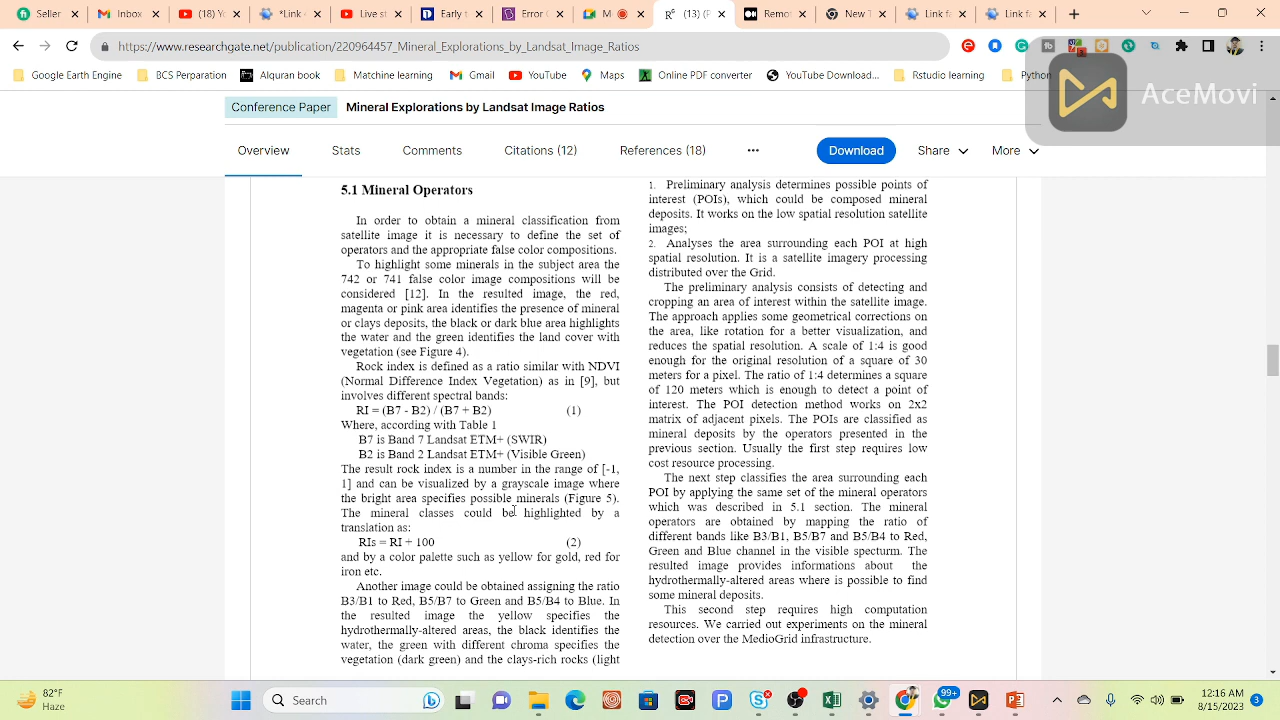 Seller
Inbox
(18) Y
*Link
Earn t
Googl
M
(13) (P
Remo
New T
Link fo
Link fo
https://www.researchgate.net/publicat
0964457_Mineral_Explorations_by_Landsat_Image_Ratios
Google Earth Engine
BCS Perparation
Alquran book
Matchine learning
Gmail
YouTube
Maps
Online PDF converter
YouTube Download...
Rstudio learning
Python
AceMovi
Conference Paper
Mineral Explorations by Landsat Image Ratios
Overview
Stats
Comments
Citations (12)
References (18)
Download
Share
More
5.1 Mineral Operators
In order to obtain a mineral classification from
satellite image it is necessary to define the set of
operators and the appropriate false color compositions.
To highlight some minerals in the subject area the
742 or 741 false color image compositions will be
considered [12]. In the resulted image, the red,
magenta or pink area identifies the presence of mineral
or clays deposits, the black or dark blue area highlights
the water and the green identifies the land cover with
vegetation (see Figure 4).
Rock index is defined as a ratio similar with NDVI
(Normal Difference Index Vegetation) as in [9], but
involves different spectral bands:
RI = (B7 - B2) / (B7 + B2) (1)
Where, according with Table 1
B7 is Band 7 Landsat ETM+ (SWIR)
B2 is Band 2 Landsat ETM+ (Visible Green)
The result rock index is a number in the range of [-1,
1] and can be visualized by a grayscale image where
the bright area specifies possible minerals (Figure 5).
The mineral classes could be highlighted by a
translation as:
RIs = RI + 100 (2)
and by a color palette such as yellow for gold, red for
iron etc.
Another image could be obtained assigning the ratio
B3/B1 to Red, B5/B7 to Green and B5/B4 to Blue. In
the resulted image the yellow specifies the
hydrothermally-altered areas, the black identifies the
water, the green with different chroma specifies the
vegetation (dark green) and the clays-rich rocks (light
1. Preliminary analysis determines possible points of
interest (POIs), which could be composed mineral
deposits. It works on the low spatial resolution satellite
images;
2. Analyses the area surrounding each POI at high
spatial resolution. It is a satellite imagery processing
distributed over the Grid.
The preliminary analysis consists of detecting and
cropping an area of interest within the satellite image.
The approach applies some geometrical corrections on
the area, like rotation for a better visualization, and
reduces the spatial resolution. A scale of 1:4 is good
enough for the original resolution of a square of 30
meters for a pixel. The ratio of 1:4 determines a square
of 120 meters which is enough to detect a point of
interest. The POI detection method works on 2x2
matrix of adjacent pixels. The POIs are classified as
mineral deposits by the operators presented in the
previous section. Usually the first step requires low
cost resource processing.
The next step classifies the area surrounding each
POI by applying the same set of the mineral operators
which was described in 5.1 section. The mineral
operators are obtained by mapping the ratio of
different bands like B3/B1, B5/B7 and B5/B4 to Red,
Green and Blue channel in the visible specturm. The
resulted image provides informations about the
hydrothermally-altered areas where is possible to find
some mineral deposits.
This second step requires high computation
resources. We carried out experiments on the mineral
detection over the MedioGrid infrastructure.
82°F
Haze
Search
99+
12:16 AM
8/15/2023
3